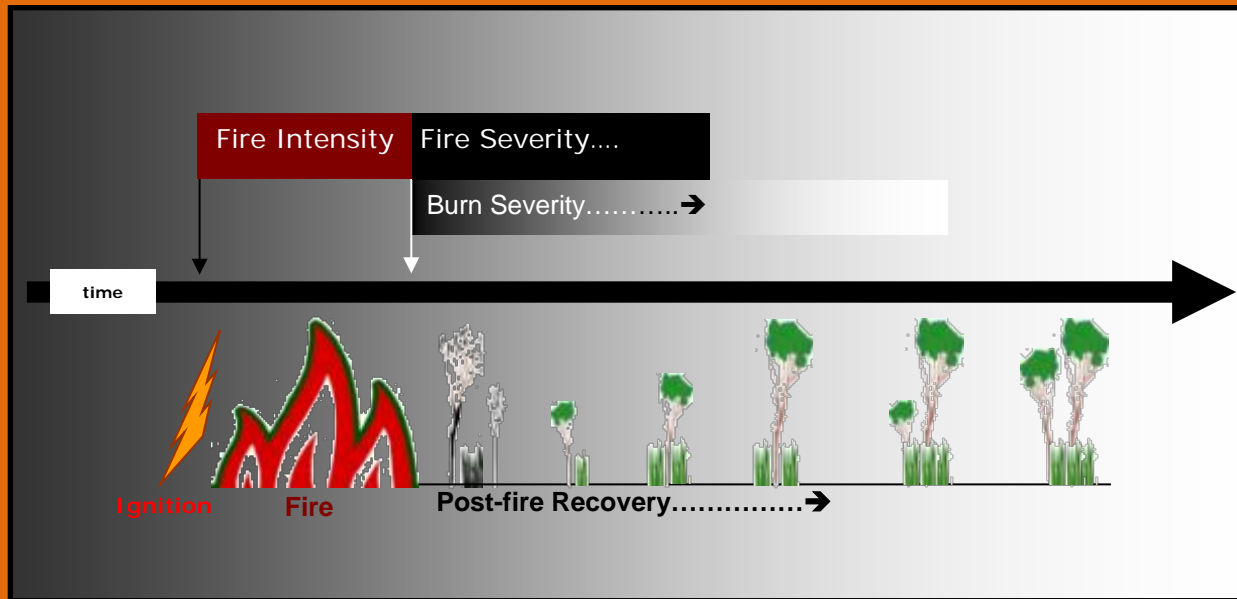 Fire Intensity
Fire Severity....
Burn Severity………..➔
time
Ignition
Fire
Post-fire Recovery……………➔